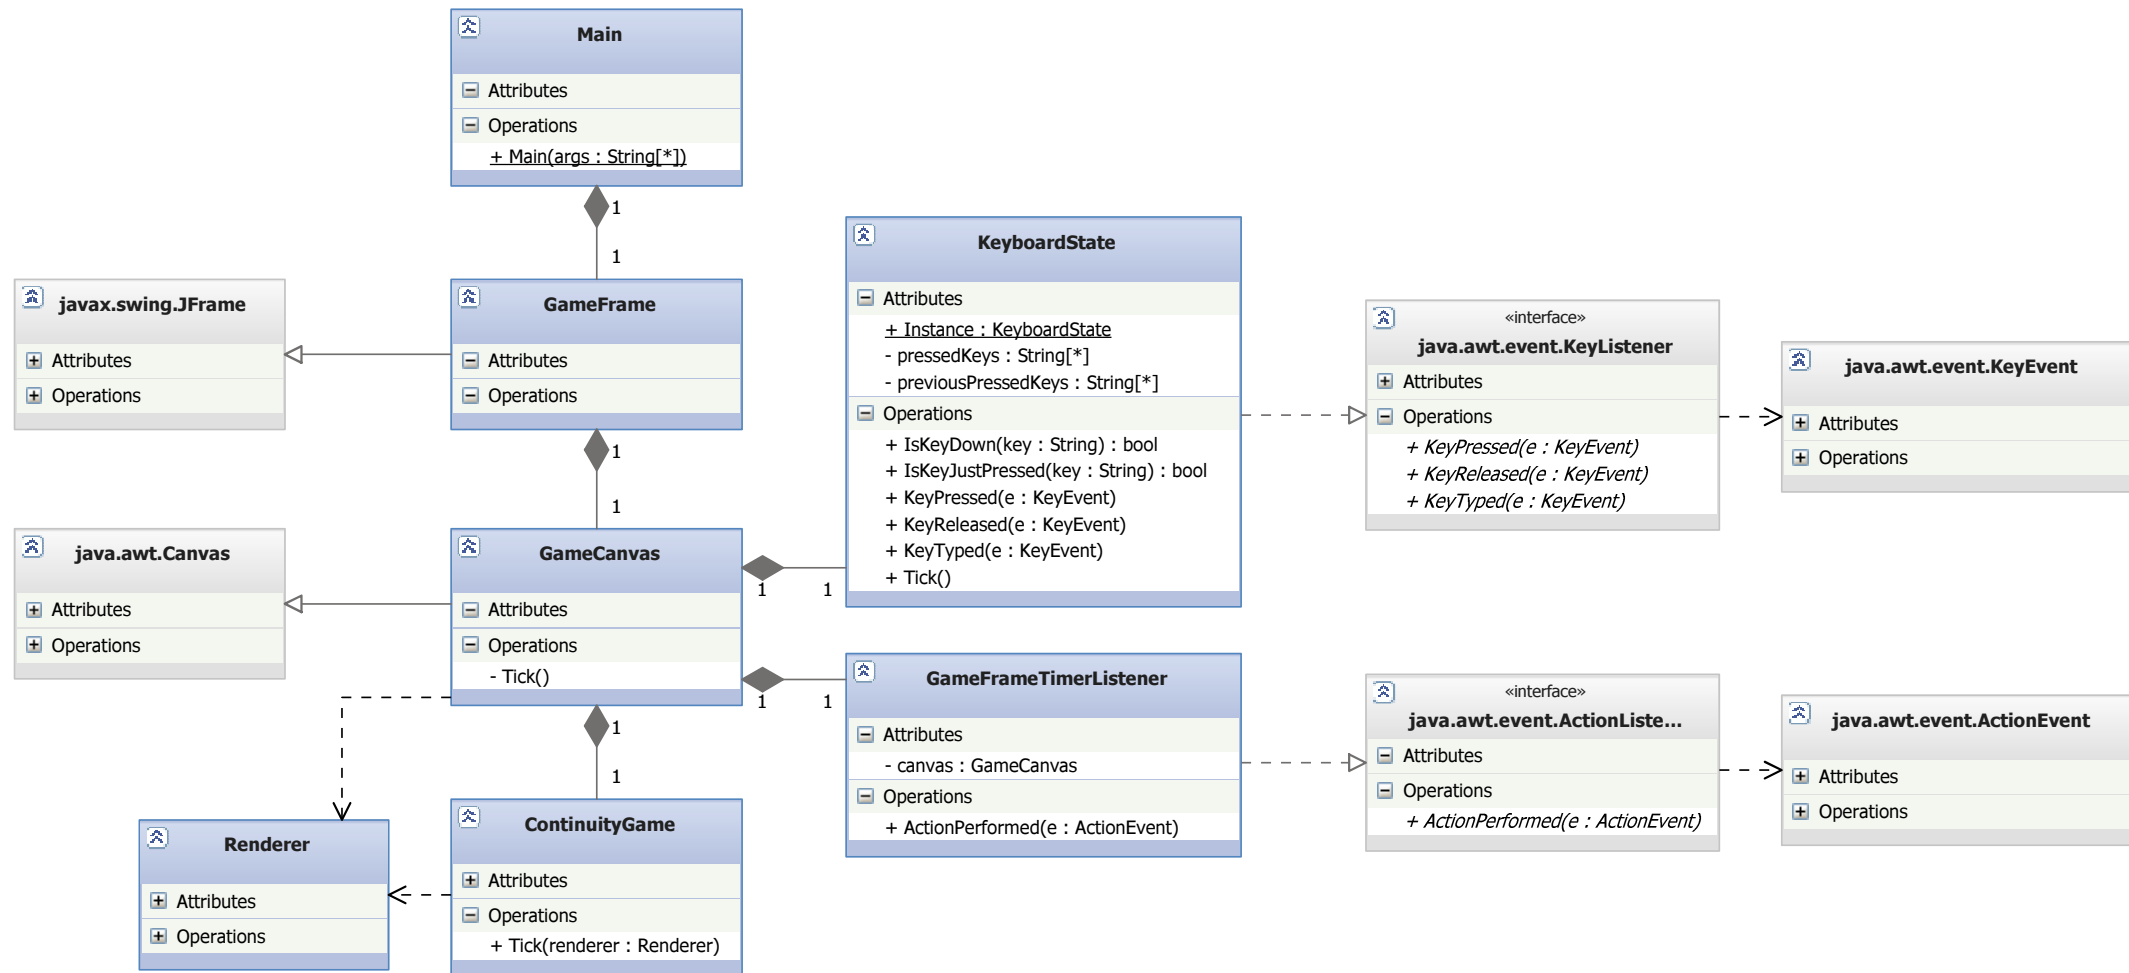 Main
Attributes
Operations
+ Main(args : String[*])
1
1
javax.swing.JFrame
Attributes
Operations
GameFrame
Attributes
Operations
1
1
java.awt.Canvas
Attributes
Operations
GameCanvas
Attributes
Operations
- Tick()
1
1
1
1
1
1
KeyboardState
Attributes
+ Instance : KeyboardState
- pressedKeys : String[*]
- previousPressedKeys : String[*]
Operations
+ IsKeyDown(key : String) : bool
+ IsKeyJustPressed(key : String) : bool
+ KeyPressed(e : KeyEvent)
+ KeyReleased(e : KeyEvent)
+ KeyTyped(e : KeyEvent)
+ Tick()
«interface»
java.awt.event.KeyListener
Attributes
Operations
+ KeyPressed(e : KeyEvent)
+ KeyReleased(e : KeyEvent)
+ KeyTyped(e : KeyEvent)
java.awt.event.KeyEvent
Attributes
Operations
GameFrameTimerListener
Attributes
- canvas : GameCanvas
Operations
+ ActionPerformed(e : ActionEvent)
«interface»
java.awt.event.ActionListe...
Attributes
Operations
+ ActionPerformed(e : ActionEvent)
java.awt.event.ActionEvent
Attributes
Operations
Renderer
Attributes
Operations
ContinuityGame
Attributes
Operations
+ Tick(renderer : Renderer)